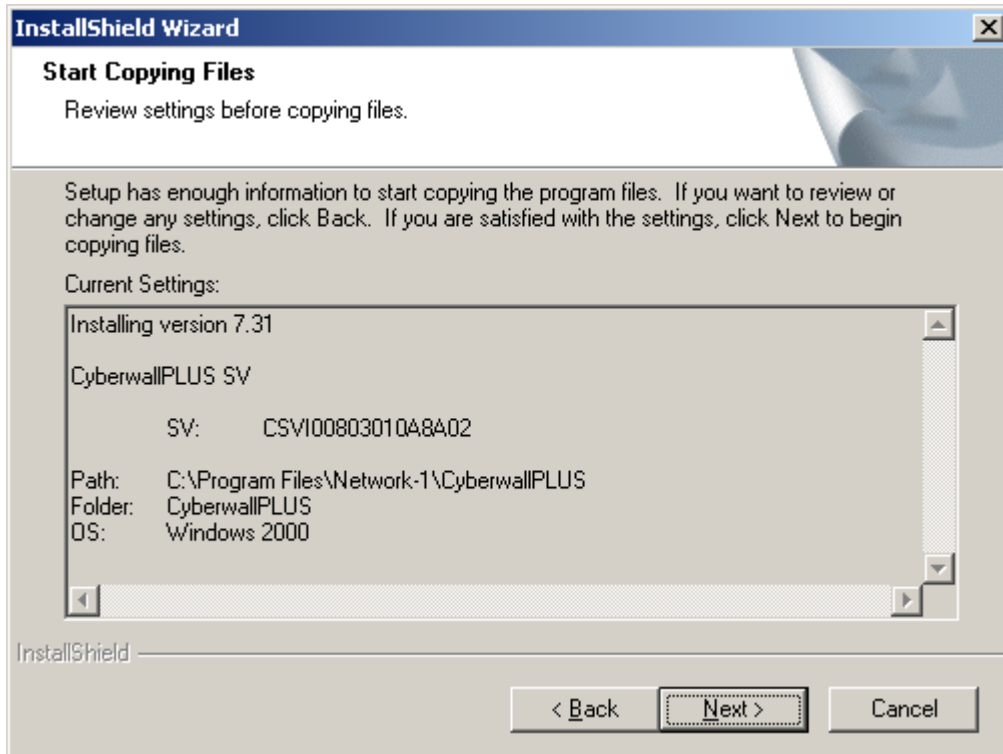 InstallShield Wizard
Start Copying Files
Review settings before copying files.
Setup has enough information to start copying the program files. If you want to review or
change any settings, click Back. If you are satisfied with the settings, click Next to begin
copying files.
Current Settings:
Installing version 7.31
CyberwallPLUS SV
SV: CSVI00803010A8A02
Path: C:\Program Files\Network-1\CyberwallPLUS
Folder: CyberwallPLUS
OS: Windows 2000
InstallShield
< Back Next > Cancel